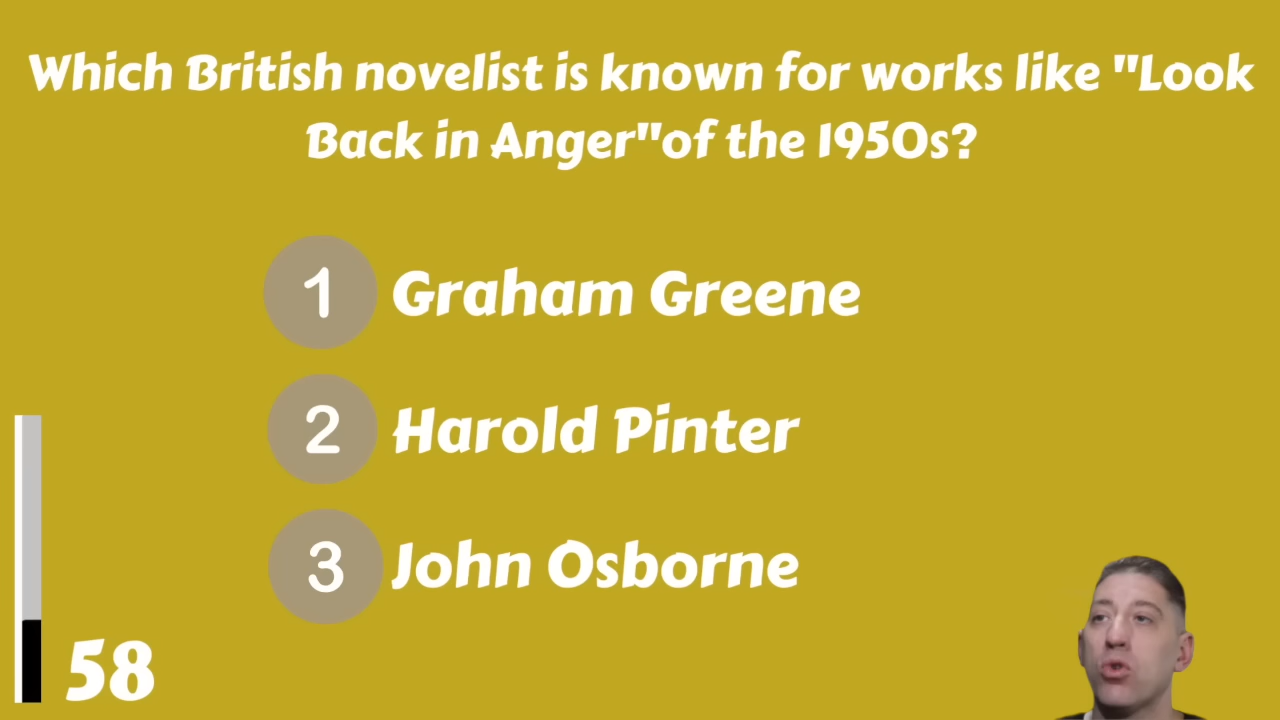 Which British novelist is known for works like "Look
Back in Anger"of the 1950s?
1 Graham Greene
2 Harold Pinter
3 John Osborne
58